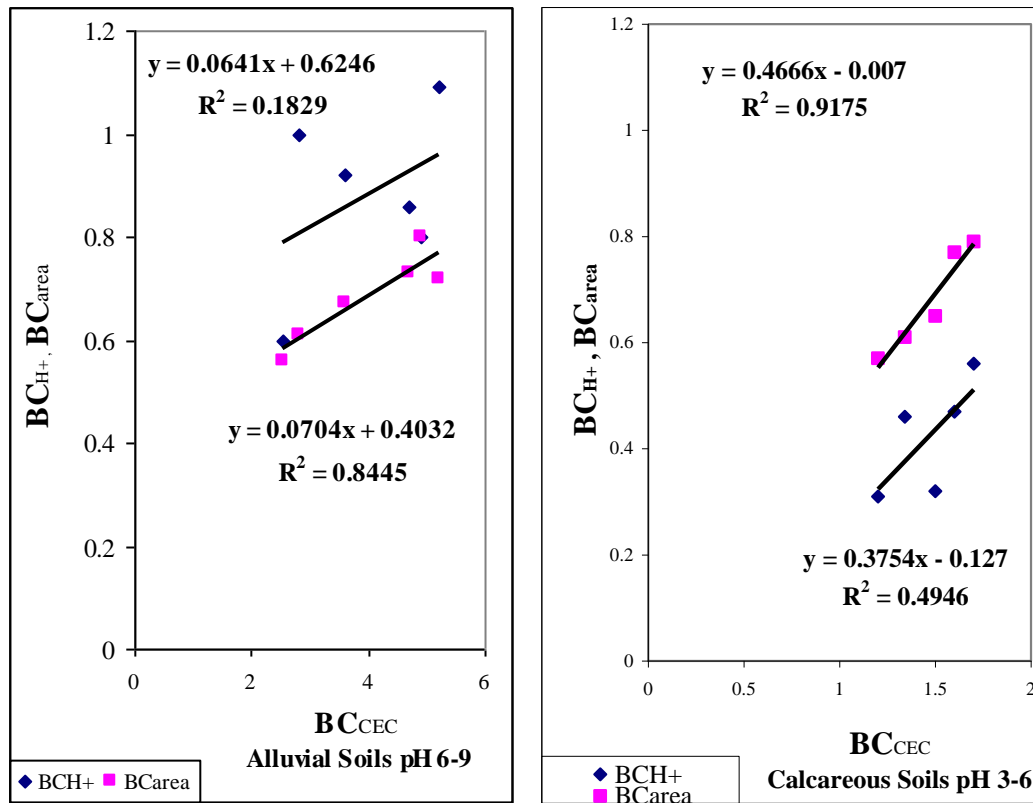 1.2
1
0.8
0.6
0.4
0.2
0
0
2
4
6
BCH+, BCarea
y = 0.0641x + 0.6246
R² = 0.1829
y = 0.0704x + 0.4032
R² = 0.8445
BCCEC
Alluvial Soils pH 6-9
BCH+ BCarea
1.2
1
0.8
0.6
0.4
0.2
0
0
0.5
1
1.5
2
BCH+, BCarea
y = 0.4666x - 0.007
R² = 0.9175
y = 0.3754x - 0.127
R² = 0.4946
BCCEC
Calcareous Soils pH 3-6
BCH+
BCarea